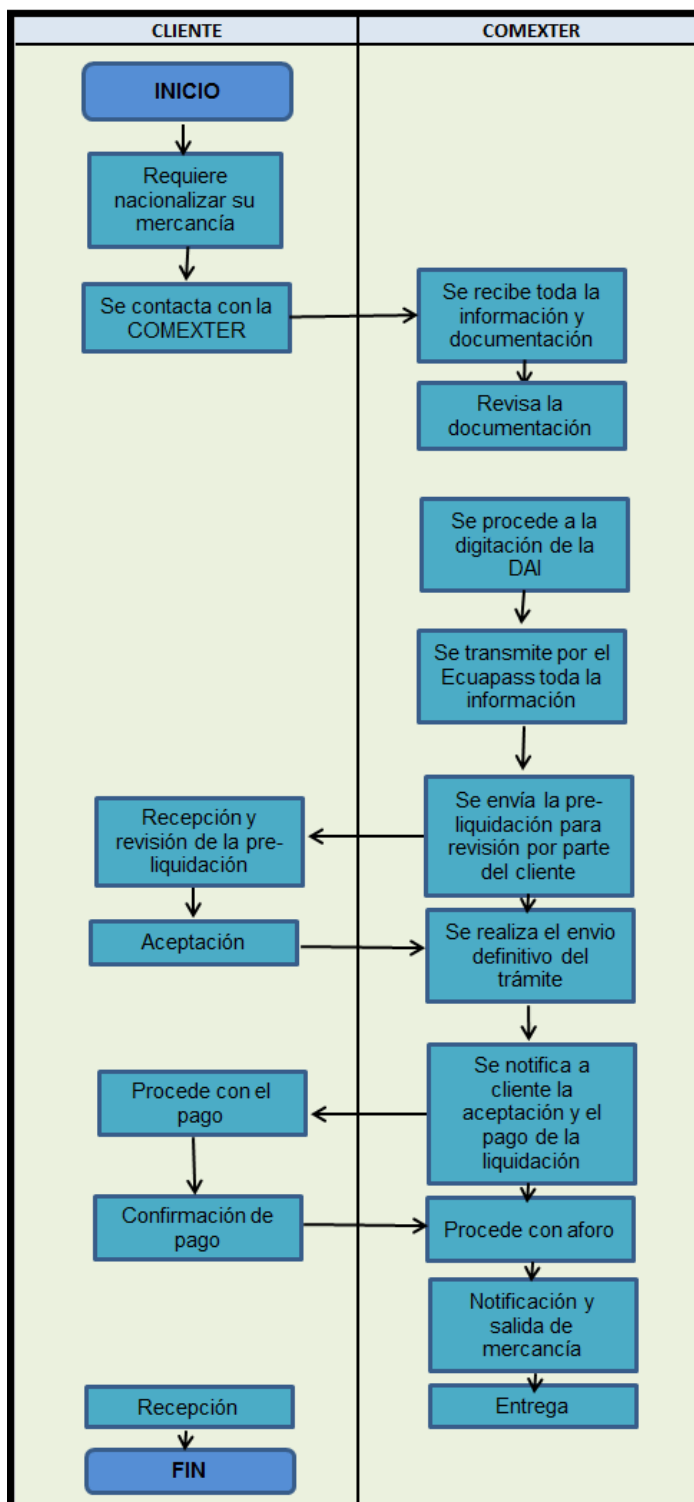 CLIENTE
COMEXTER
INICIO
Requiere
nacionalizar su
mercancía
Se contacta con la
COMEXTER
Se recibe toda la
información y
documentación
Revisa la
documentación
Se procede a la
digitación de la
DAI
Se transmite por el
Ecuapass toda la
información
Se envía la pre-
liquidación para
revisión por parte
del cliente
Recepción y
revisión de la pre-
liquidación
Aceptación
Se realiza el envio
definitivo del
trámite
Se notifica a
cliente la
aceptación y el
pago de la
liquidación
Procede con el
pago
Confirmación de
pago
Procede con aforo
Notificación y
salida de
mercancía
Entrega
Recepción
FIN